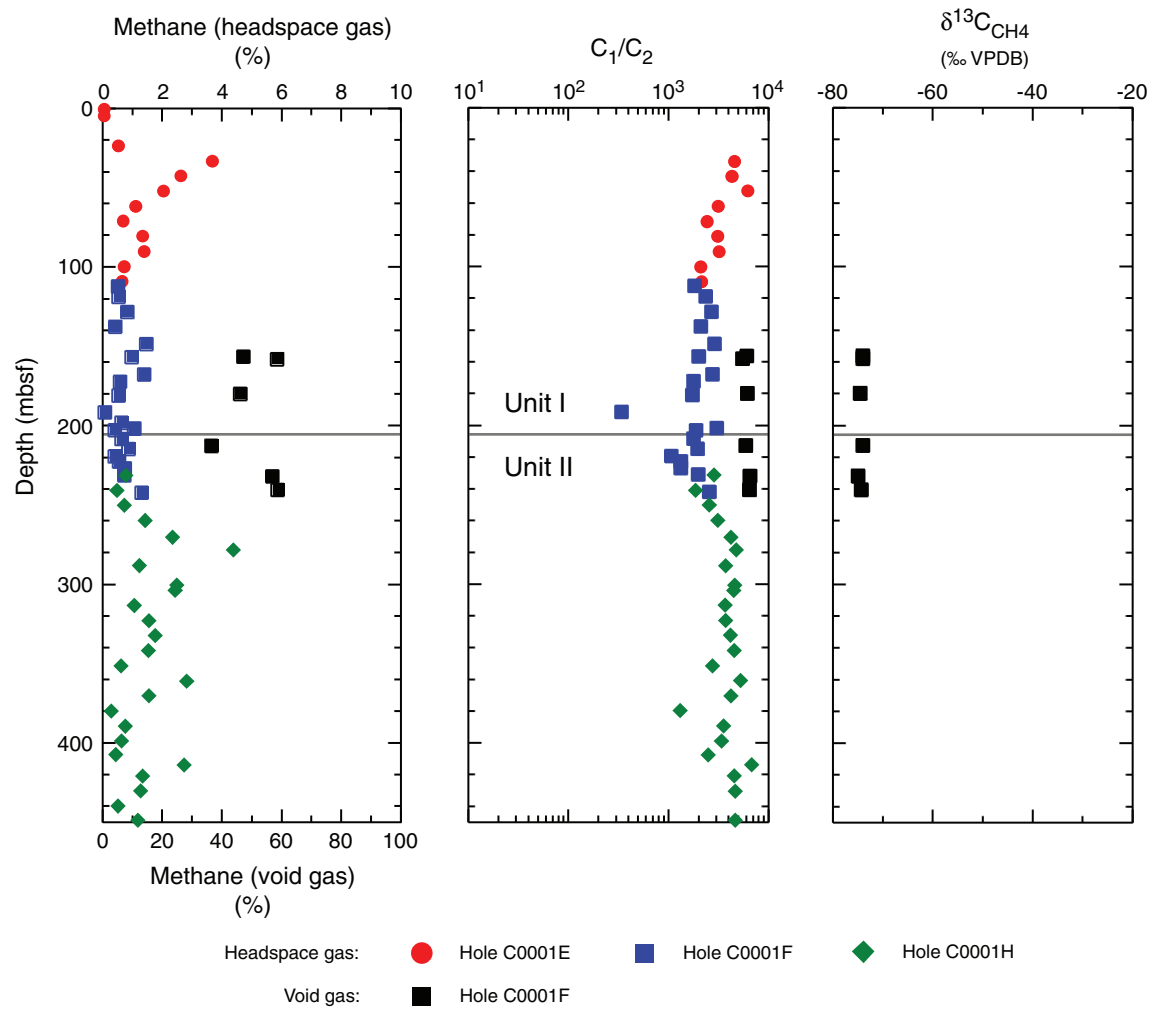 Methane (headspace gas)
(%)
C₁/C₂
δ¹³C_CH4
(‰ VPDB)
0 2 4 6 8 10
10¹ 10² 10³ 10⁴
-80 -60 -40 -20
0
100
200
300
400
Depth (mbsf)
Unit I
Unit II
0 20 40 60 80 100
Methane (void gas)
(%)
Headspace gas: Hole C0001E Hole C0001F Hole C0001H
Void gas: Hole C0001F